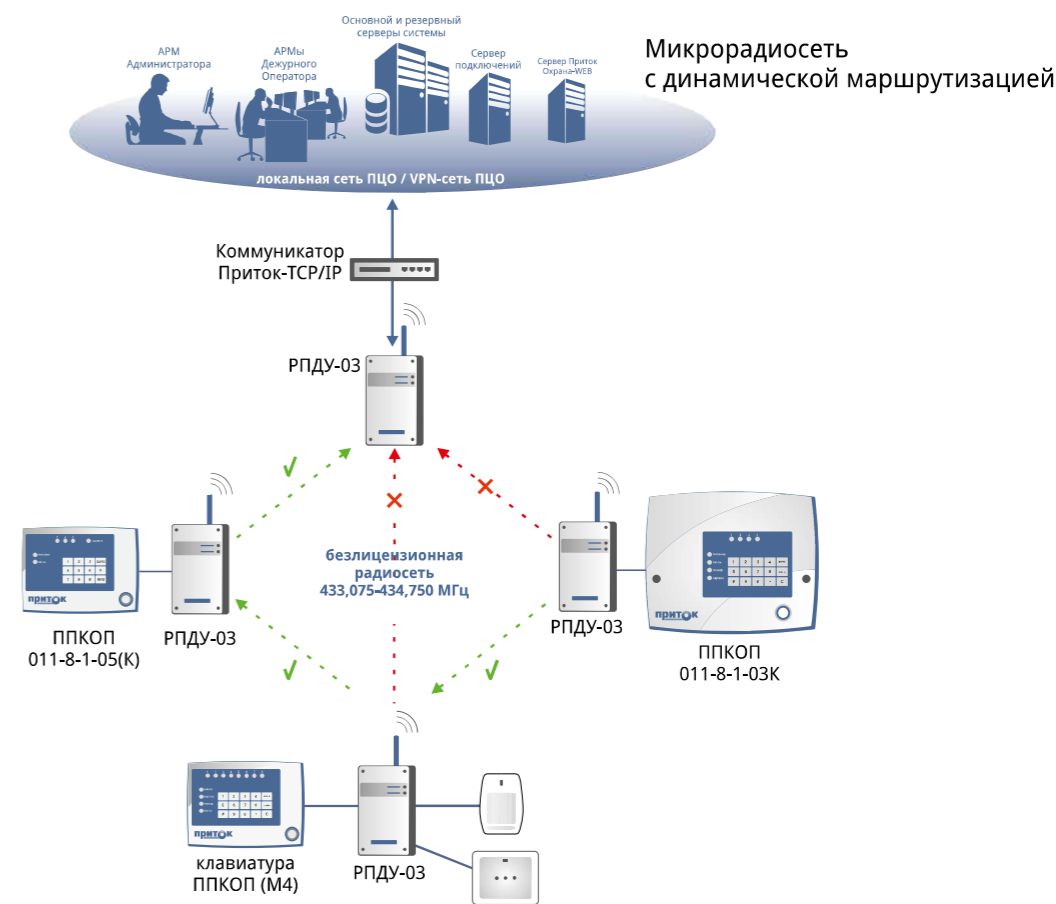 Основной и резервный
серверы системы
АРМ
Администратора
АРМы
Дежурного
Оператора
Сервер
подключений
Сервер Приток
Охрана-WEB
Микрорадиосеть
с динамической маршрутизацией
локальная сеть ПЦО / VPN-сеть ПЦО
Коммуникатор
Приток-TCP/IP
РПДУ-03
безлицензионная
радиосеть
433,075-434,750 МГц
приток
ППКОП
011-8-1-05(К)
РПДУ-03
РПДУ-03
приток
ППКОП
011-8-1-03К
приток
клавиатура
ППКОП (М4)
РПДУ-03